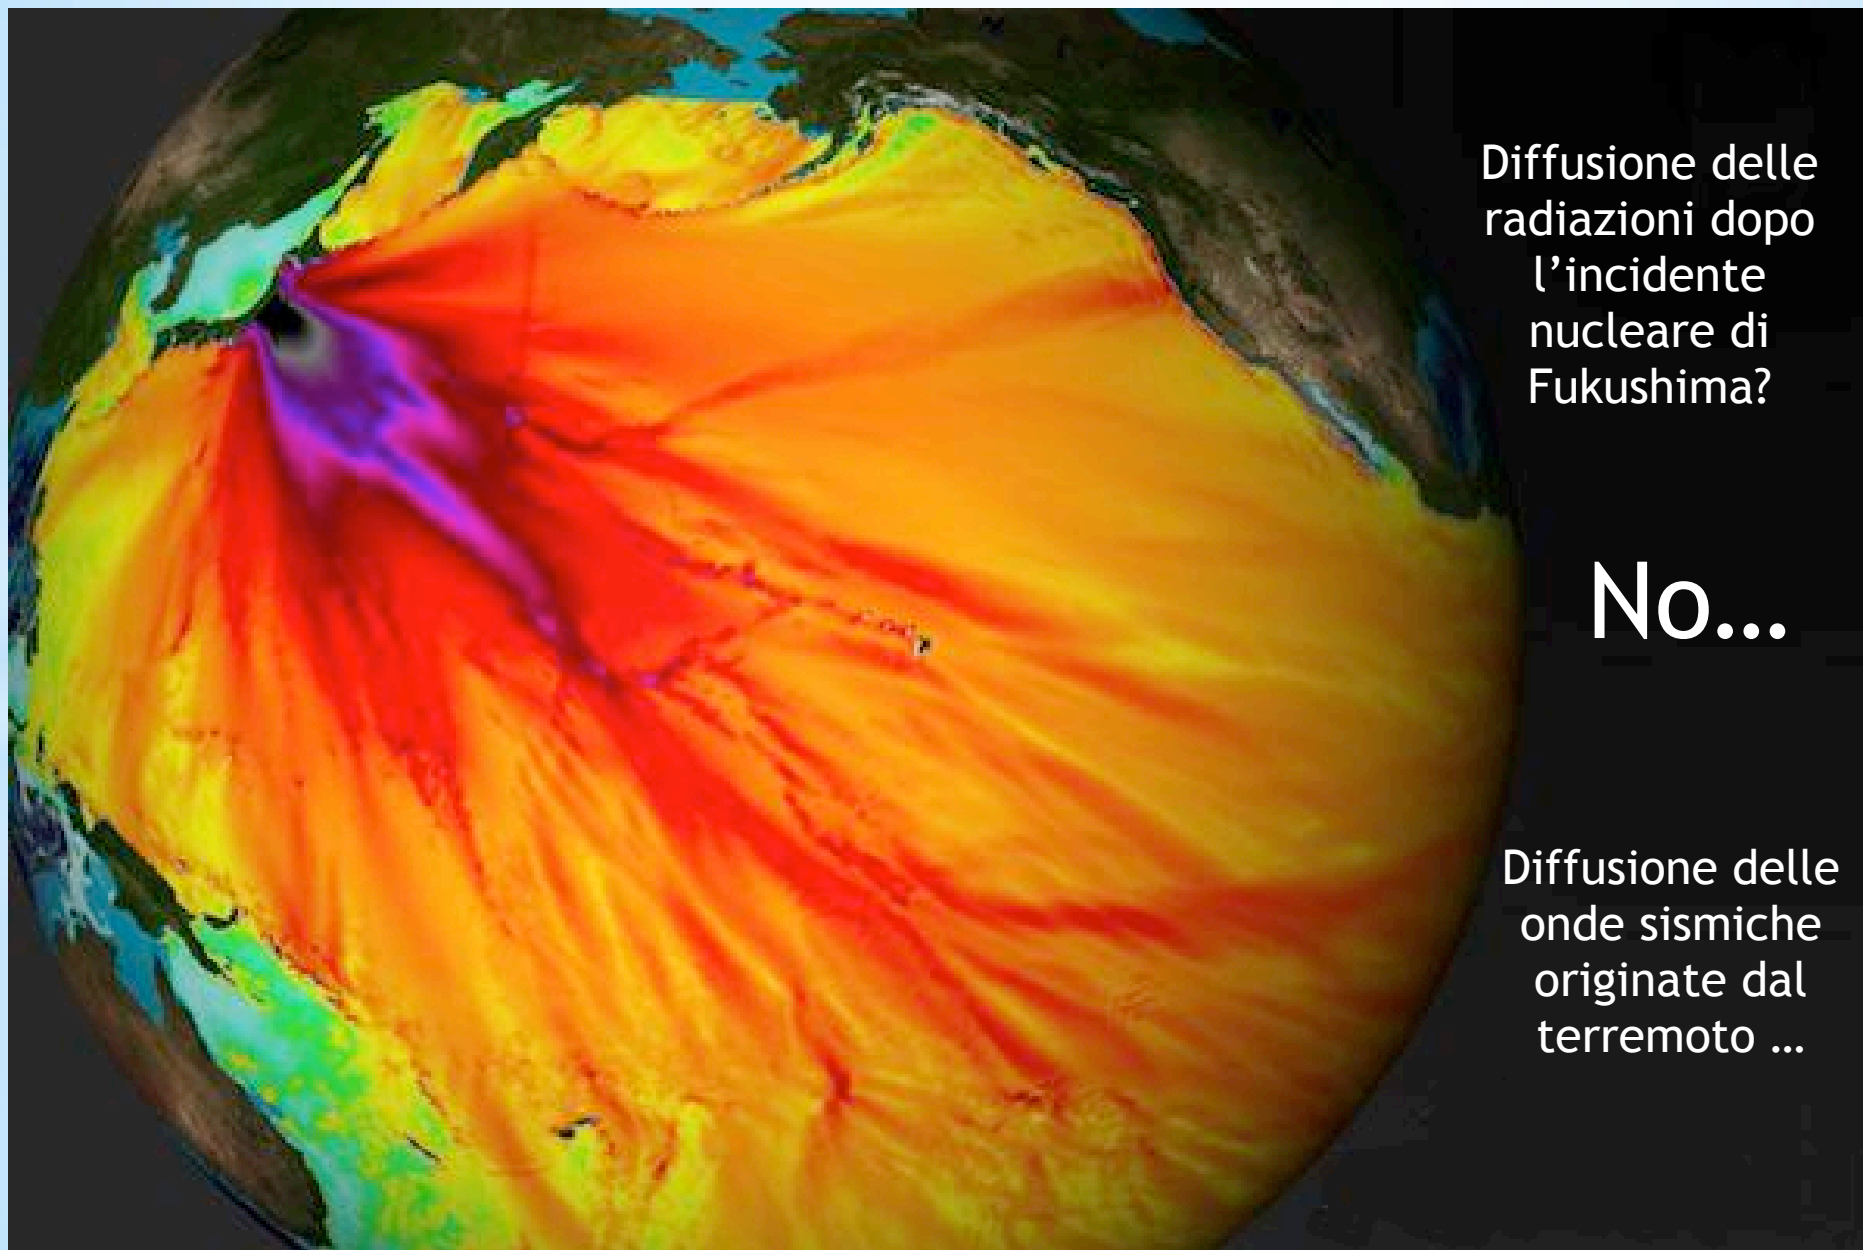 Diffusione delle
radiazioni dopo
l’incidente
nucleare di
Fukushima?
No…
Diffusione delle
onde sismiche
originate dal
terremoto …